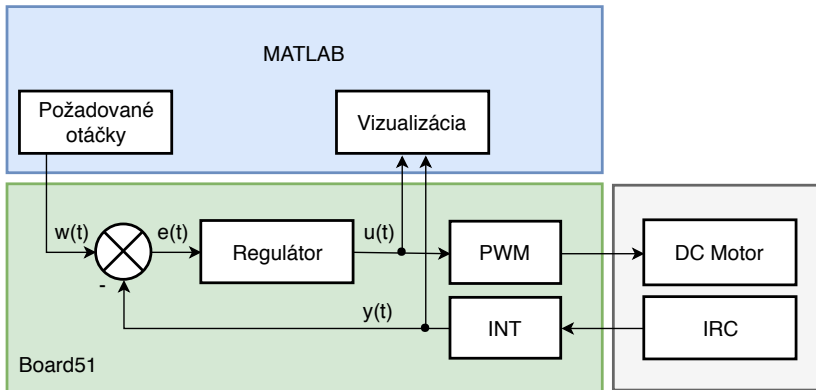 MATLAB
Požadované
otáčky
Vizualizácia
w(t)
e(t)
Regulátor
u(t)
PWM
DC Motor
-
y(t)
INT
IRC
Board51